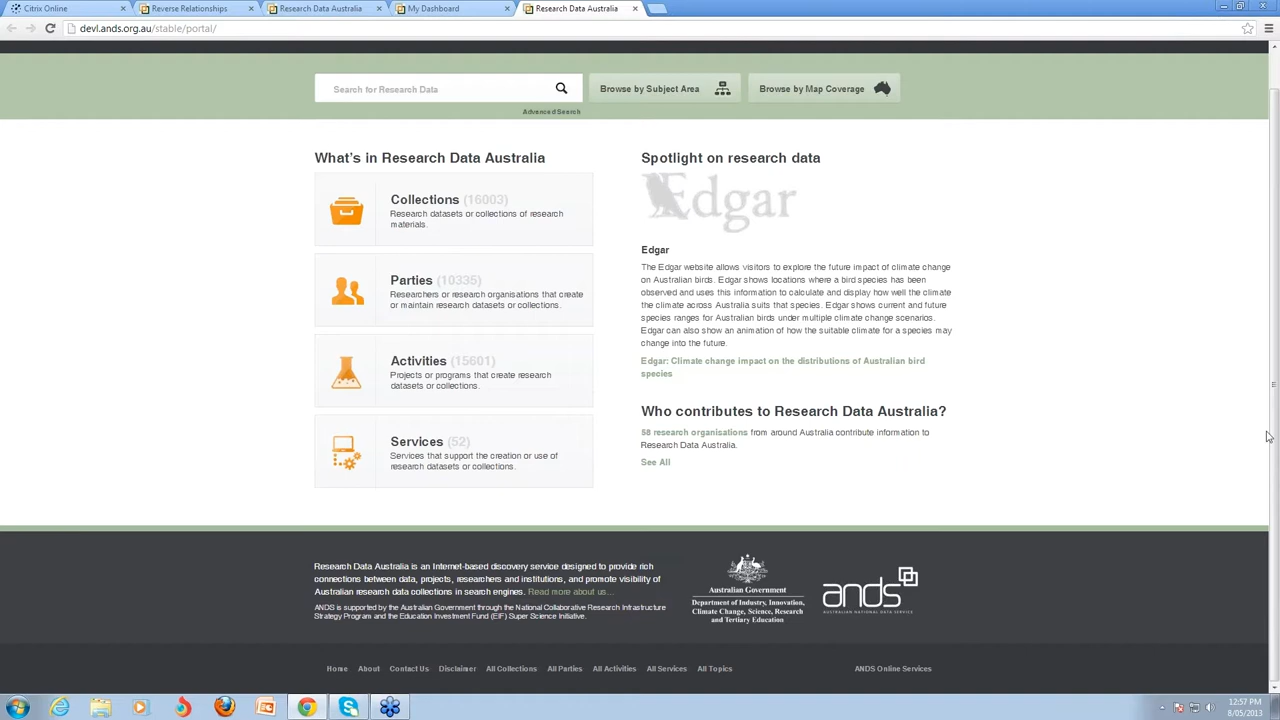 Citrix Online
Reverse Relationships
Research Data Australia
My Dashboard
Research Data Australia
devl.ands.org.au/stable/portal/
Search for Research Data
Browse by Subject Area
Browse by Map Coverage
Advanced Search
What's in Research Data Australia
Collections (16003)
Research datasets or collections of research
materials.
Parties (10335)
Researchers or research organisations that create
or maintain research datasets or collections.
Activities (15601)
Projects or programs that create research
datasets or collections.
Services (52)
Services that support the creation or use of
research datasets or collections.
Spotlight on research data
Edgar
Edgar
The Edgar website allows visitors to explore the future impact of climate change
on Australian birds. Edgar shows locations where a bird species has been
observed and uses this information to calculate and display how well the climate
the climate across Australia suits that species. Edgar shows current and future
species ranges for Australian birds under multiple climate change scenarios.
Edgar can also show an animation of how the suitable climate for a species may
change into the future.
Edgar: Climate change impact on the distributions of Australian bird
species
Who contributes to Research Data Australia?
58 research organisations from around Australia contribute information to
Research Data Australia.
See All
Research Data Australia is an Internet-based discovery service designed to provide rich
connections between data, projects, researchers and institutions, and promote visibility of
Australian research data collections in search engines. Read more about us...
ANDS is supported by the Australian Government through the National Collaborative Research Infrastructure
Strategy Program and the Education Investment Fund (EIF) Super Science Initiative.
Australian Government
Department of Industry, Innovation,
Climate Change, Science, Research
and Tertiary Education
ands
AUSTRALIAN NATIONAL DATA SERVICE
Home
About
Contact Us
Disclaimer
All Collections
All Parties
All Activities
All Services
All Topics
ANDS Online Services
12:57 PM
8/05/2013